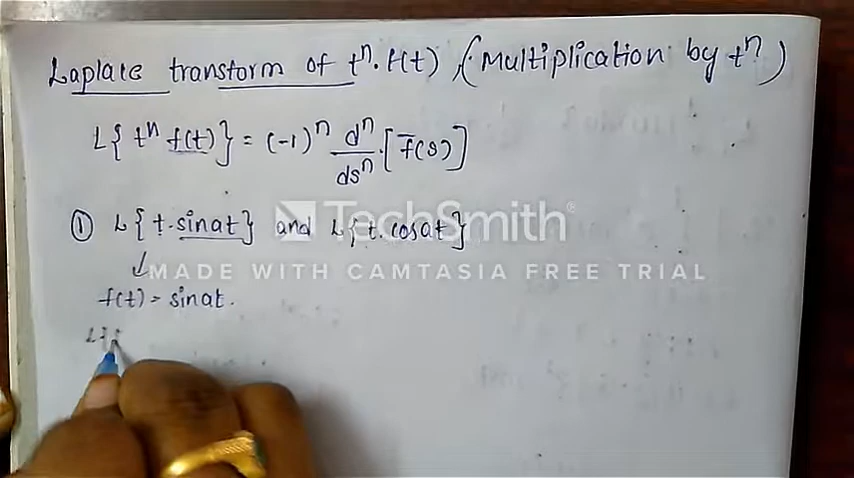 Laplace transform of tⁿ.f(t), (Multiplication by tⁿ)
L{tⁿ f(t)} = (-1)ⁿ dⁿ/dsⁿ.[f̄(s)]
① L{t.sinat} and L{t.cosat}
TechSmith®
MADE WITH CAMTASIA FREE TRIAL
↓
f(t) = sinat.
L{